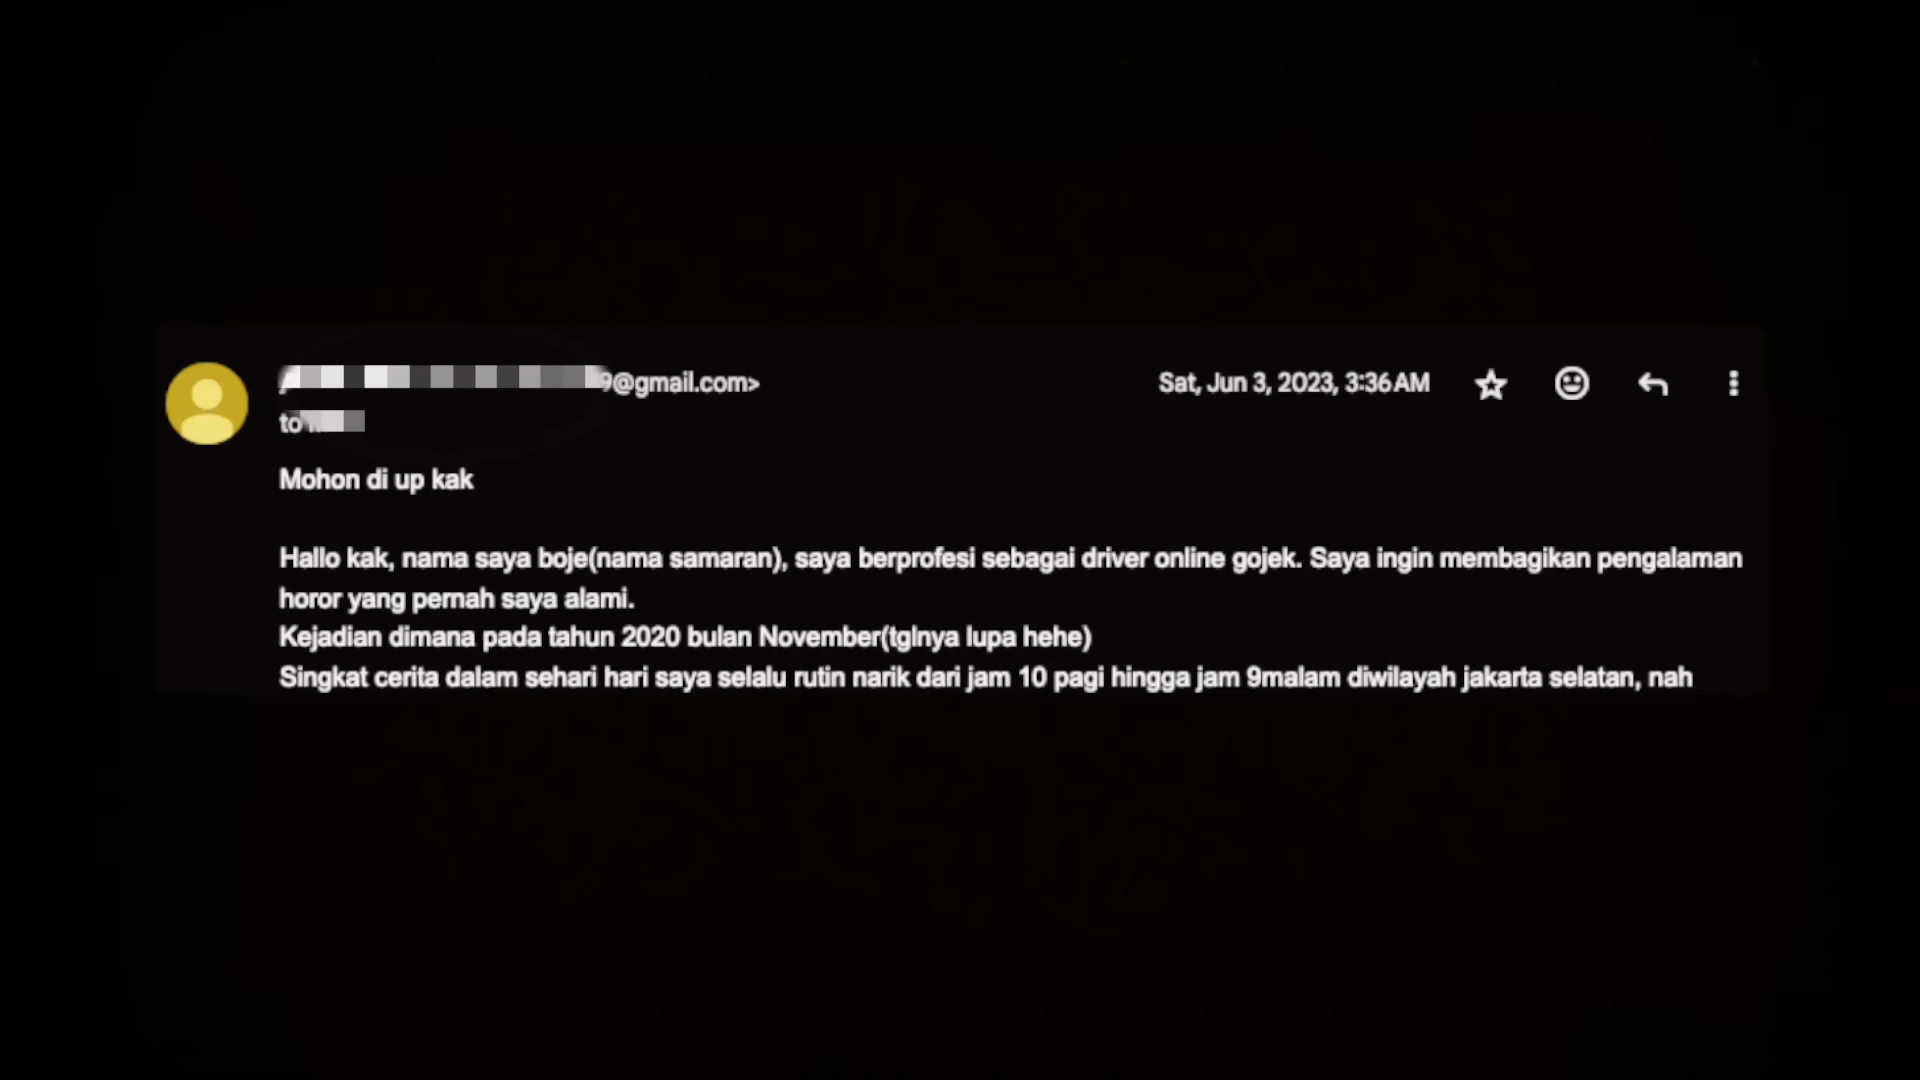 9@gmail.com>
Sat, Jun 3, 2023, 3:36 AM
to
Mohon di up kak
Hallo kak, nama saya boje(nama samaran), saya berprofesi sebagai driver online gojek. Saya ingin membagikan pengalaman
horor yang pernah saya alami.
Kejadian dimana pada tahun 2020 bulan November(tglnya lupa hehe)
Singkat cerita dalam sehari hari saya selalu rutin narik dari jam 10 pagi hingga jam 9malam diwilayah jakarta selatan, nah